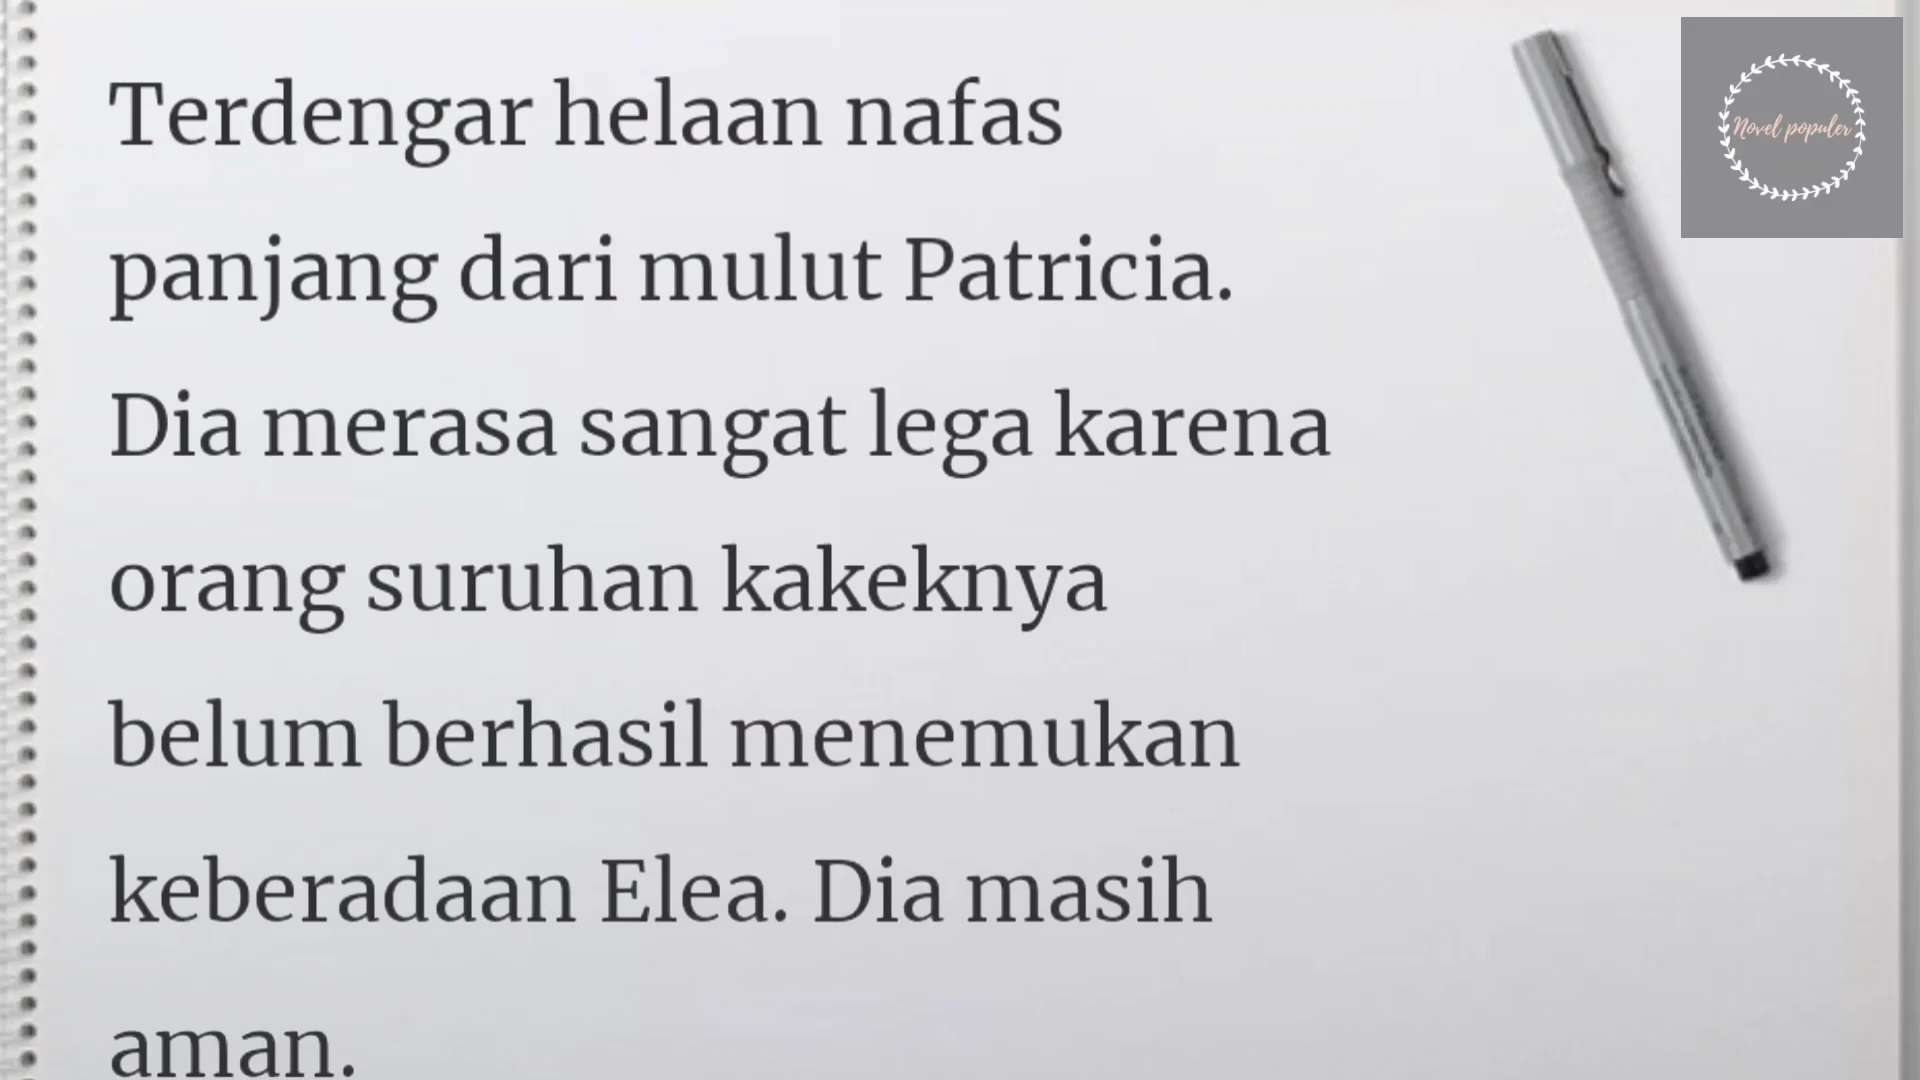 Terdengar helaan nafas
panjang dari mulut Patricia.
Dia merasa sangat lega karena
orang suruhan kakeknya
belum berhasil menemukan
keberadaan Elea. Dia masih
aman.
Novel populer